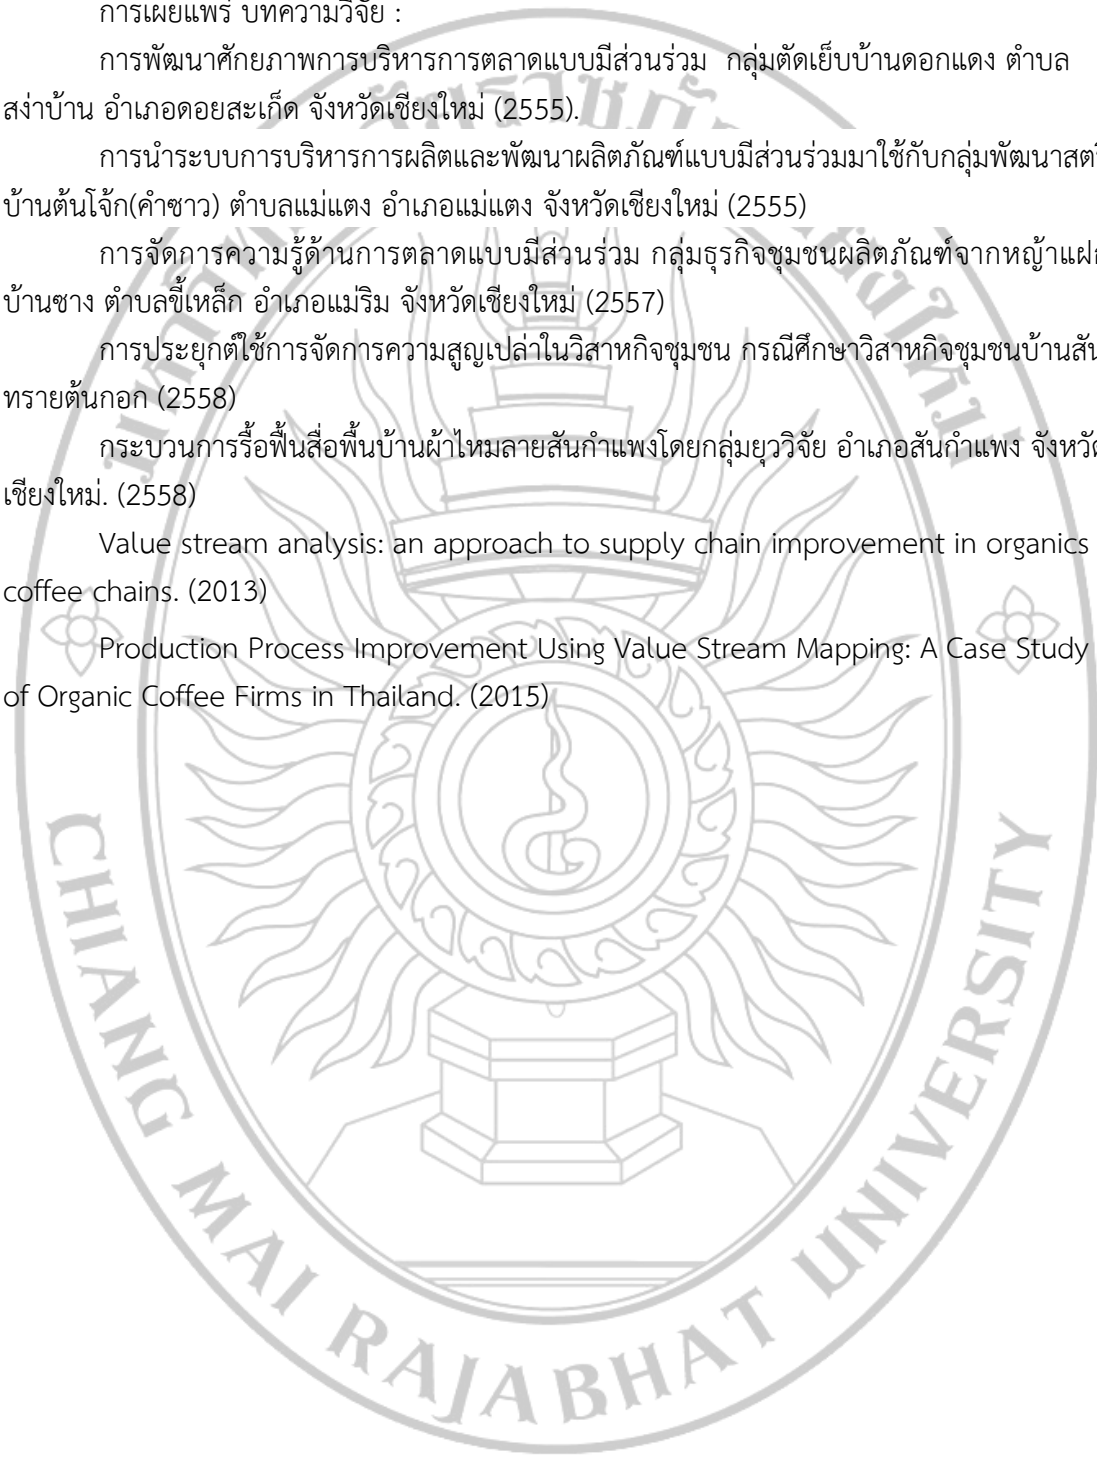 การเผยแพร่ บทความวิจัย :
การพัฒนาศักยภาพการบริหารการตลาดแบบมีส่วนร่วม กลุ่มตัดเย็บบ้านดอกแดง ตำบล
สง่าบ้าน อำเภอดอยสะเก็ด จังหวัดเชียงใหม่ (2555).
การนำระบบการบริหารการผลิตและพัฒนาผลิตภัณฑ์แบบมีส่วนร่วมมาใช้กับกลุ่มพัฒนาสตรี
บ้านต้นโจ้ก(คำซาว) ตำบลแม่แตง อำเภอแม่แตง จังหวัดเชียงใหม่ (2555)
การจัดการความรู้ด้านการตลาดแบบมีส่วนร่วม กลุ่มธุรกิจชุมชนผลิตภัณฑ์จากหญ้าแฝก
บ้านซาง ตำบลขี้เหล็ก อำเภอแม่ริม จังหวัดเชียงใหม่ (2557)
การประยุกต์ใช้การจัดการความสูญเปล่าในวิสาหกิจชุมชน กรณีศึกษาวิสาหกิจชุมชนบ้านสัน
ทรายต้นกอก (2558)
กระบวนการรื้อฟื้นสื่อพื้นบ้านผ้าไหมลายสันกำแพงโดยกลุ่มยุววิจัย อำเภอสันกำแพง จังหวัด
เชียงใหม่. (2558)
Value stream analysis: an approach to supply chain improvement in organics
coffee chains. (2013)
Production Process Improvement Using Value Stream Mapping: A Case Study
of Organic Coffee Firms in Thailand. (2015)
CHIANG MAI RAJABHAT UNIVERSITY